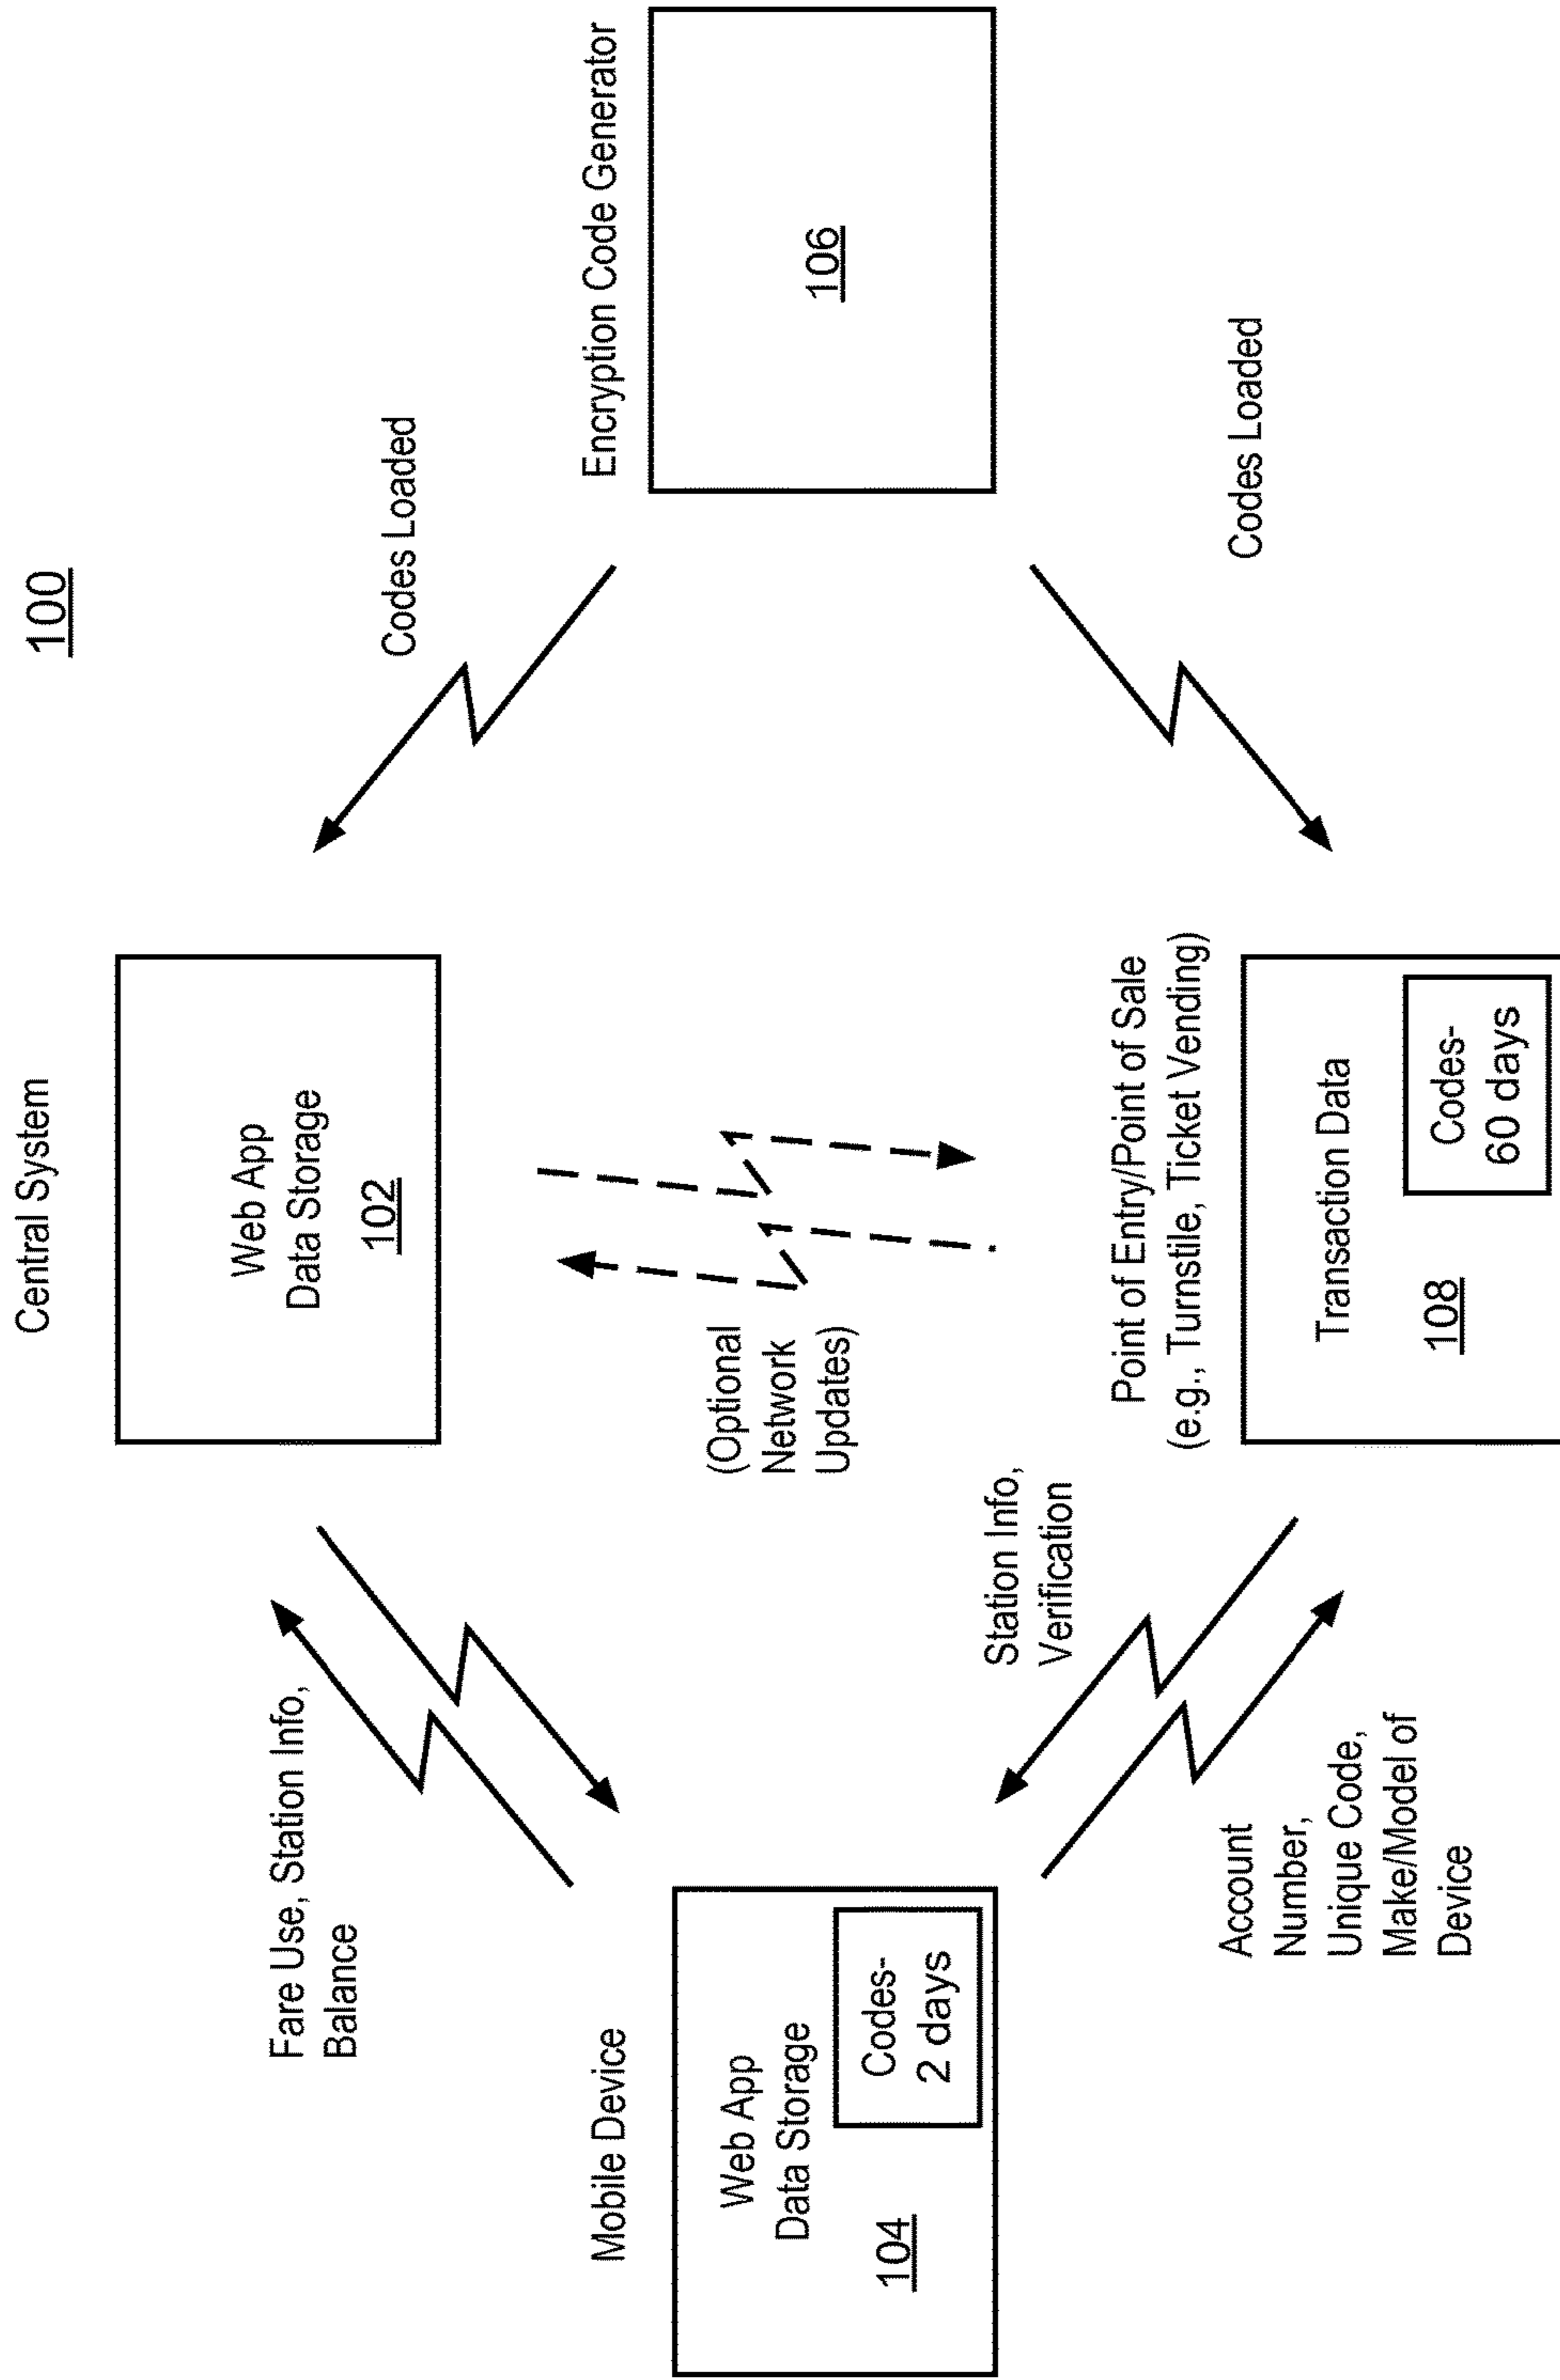 100
Central System
Web App
Data Storage
102
Codes Loaded
Fare Use, Station Info,
Balance
Mobile Device
Web App
Data Storage
104
Codes-
2 days
(Optional
Network
Updates)
Encryption Code Generator
106
Station Info,
Verification
Account
Number,
Unique Code,
Make/Model of
Device
Point of Entry/Point of Sale
(e.g., Turnstile, Ticket Vending)
Transaction Data
108
Codes-
60 days
Codes Loaded